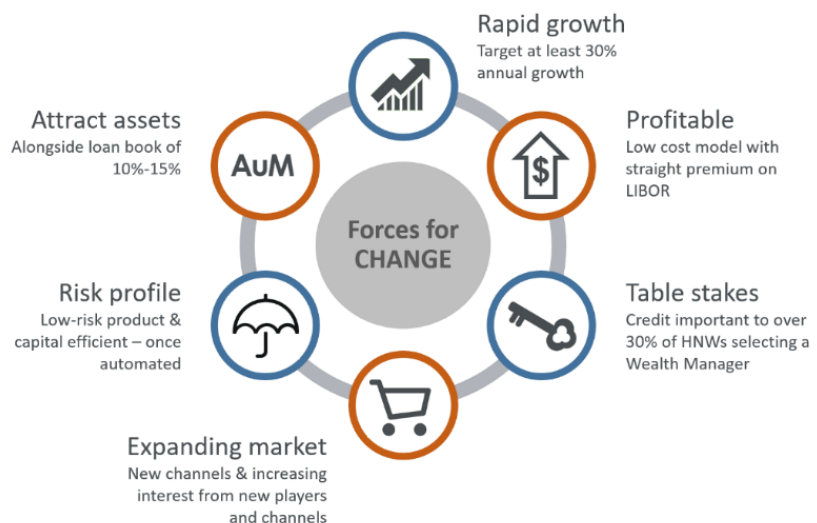 Rapid growth
Target at least 30%
annual growth
Profitable
Low cost model with
straight premium on
LIBOR
$
Table stakes
Credit important to over
30% of HNWs selecting a
Wealth Manager
Expanding market
New channels & increasing
interest from new players
and channels
Risk profile
Low-risk product &
capital efficient – once
automated
Attract assets
Alongside loan book of
10%-15%
AuM
Forces for
CHANGE